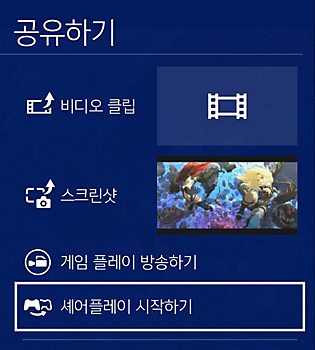 공유하기
비디오 클립
스크린샷
게임 플레이 방송하기
셰어플레이 시작하기